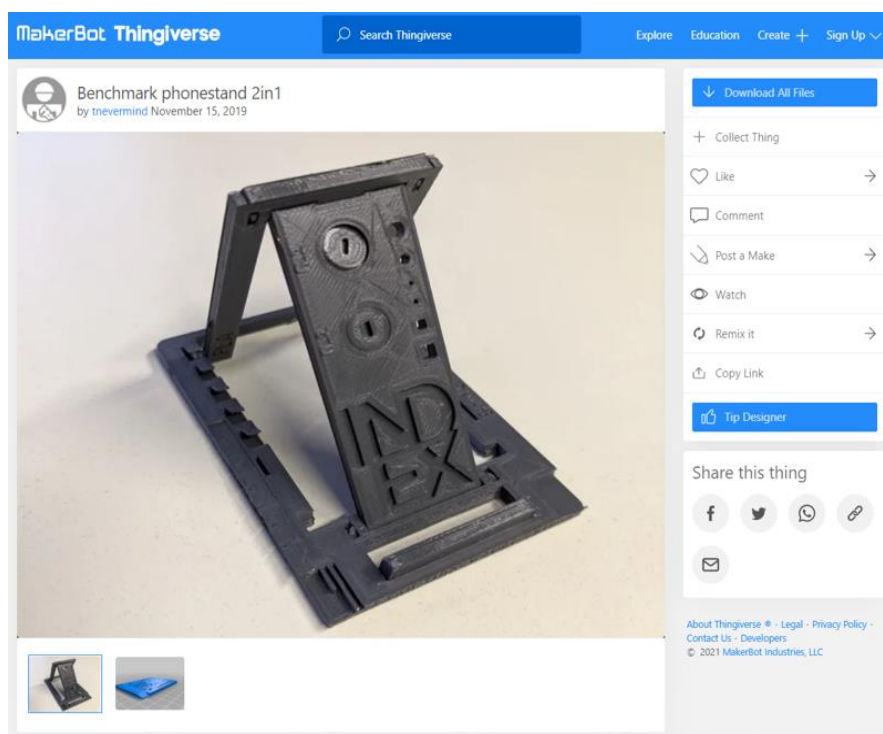 MakerBot Thingiverse
Search Thingiverse
Explore
Education
Create
Sign Up
Benchmark phonestand 2in1
by tnevermind November 15, 2019
IND
EX
Download All Files
Collect Thing
Like
Comment
Post a Make
Watch
Remix it
Copy Link
Tip Designer
Share this thing
About Thingiverse ® · Legal · Privacy Policy ·
Contact Us · Developers
© 2021 MakerBot Industries, LLC